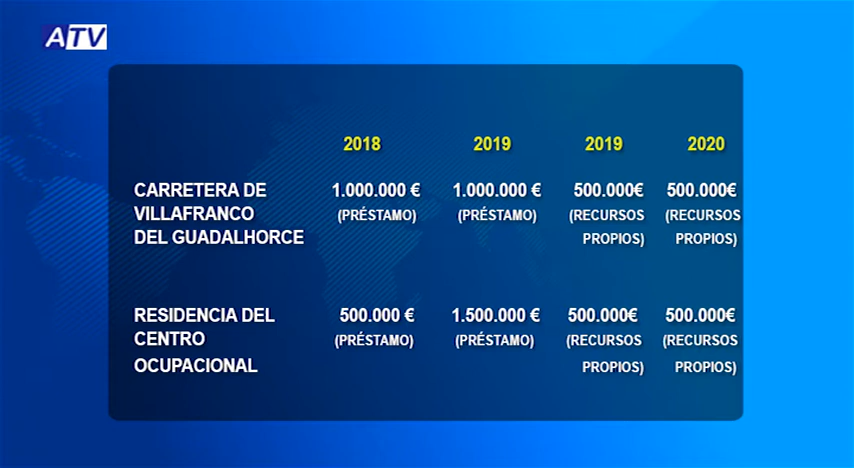 ATV
2018 2019 2019 2020
CARRETERA DE 1.000.000 € 1.000.000 € 500.000€ 500.000€
VILLAFRANCO (PRÉSTAMO) (PRÉSTAMO) (RECURSOS (RECURSOS
DEL GUADALHORCE PROPIOS) PROPIOS)
RESIDENCIA DEL 500.000 € 1.500.000 € 500.000€ 500.000€
CENTRO (PRÉSTAMO) (PRÉSTAMO) (RECURSOS (RECURSOS
OCUPACIONAL PROPIOS) PROPIOS)